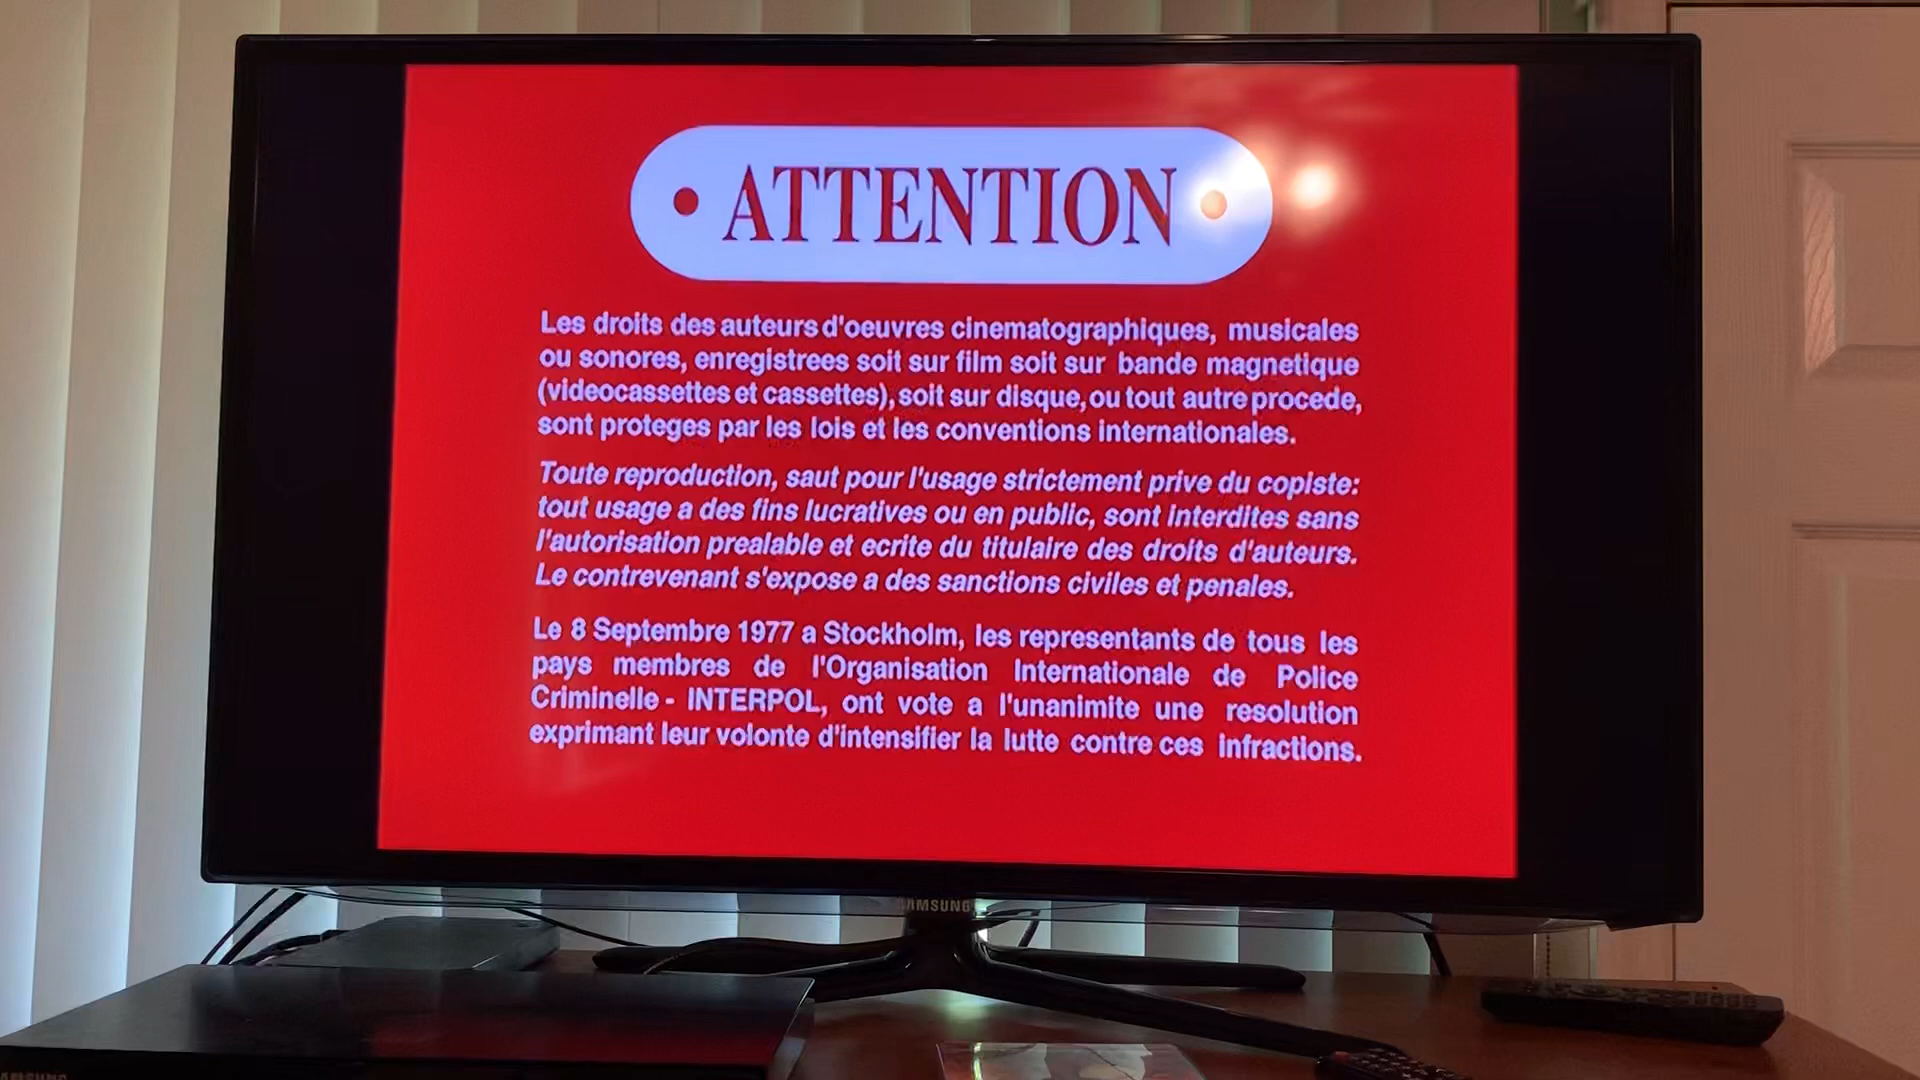 • ATTENTION •
Les droits des auteurs d'oeuvres cinematographiques, musicales
ou sonores, enregistrees soit sur film soit sur bande magnetique
(videocassettes et cassettes), soit sur disque, ou tout autre procede,
sont proteges par les lois et les conventions internationales.
Toute reproduction, saut pour l'usage strictement prive du copiste:
tout usage a des fins lucratives ou en public, sont interdites sans
l'autorisation prealable et ecrite du titulaire des droits d'auteurs.
Le contrevenant s'expose a des sanctions civiles et penales.
Le 8 Septembre 1977 a Stockholm, les representants de tous les
pays membres de l'Organisation Internationale de Police
Criminelle - INTERPOL, ont vote a l'unanimite une resolution
exprimant leur volonte d'intensifier la lutte contre ces infractions.
SAMSUNG
SAMSUNG